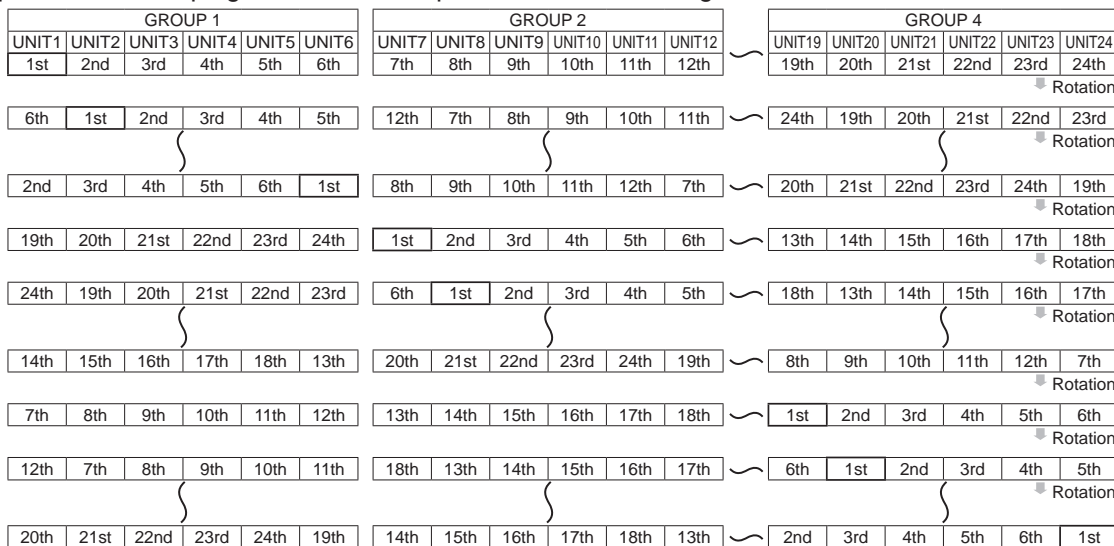 GROUP 1 GROUP 2 GROUP 4
UNIT1 UNIT2 UNIT3 UNIT4 UNIT5 UNIT6 UNIT7 UNIT8 UNIT9 UNIT10 UNIT11 UNIT12 UNIT19 UNIT20 UNIT21 UNIT22 UNIT23 UNIT24
1st 2nd 3rd 4th 5th 6th 7th 8th 9th 10th 11th 12th 19th 20th 21st 22nd 23rd 24th
Rotation
6th 1st 2nd 3rd 4th 5th 12th 7th 8th 9th 10th 11th 24th 19th 20th 21st 22nd 23rd
Rotation
2nd 3rd 4th 5th 6th 1st 8th 9th 10th 11th 12th 7th 20th 21st 22nd 23rd 24th 19th
Rotation
19th 20th 21st 22nd 23rd 24th 1st 2nd 3rd 4th 5th 6th 13th 14th 15th 16th 17th 18th
Rotation
24th 19th 20th 21st 22nd 23rd 6th 1st 2nd 3rd 4th 5th 18th 13th 14th 15th 16th 17th
Rotation
14th 15th 16th 17th 18th 13th 20th 21st 22nd 23rd 24th 19th 8th 9th 10th 11th 12th 7th
Rotation
7th 8th 9th 10th 11th 12th 13th 14th 15th 16th 17th 18th 1st 2nd 3rd 4th 5th 6th
Rotation
12th 7th 8th 9th 10th 11th 18th 13th 14th 15th 16th 17th 6th 1st 2nd 3rd 4th 5th
Rotation
20th 21st 22nd 23rd 24th 19th 14th 15th 16th 17th 18th 13th 2nd 3rd 4th 5th 6th 1st